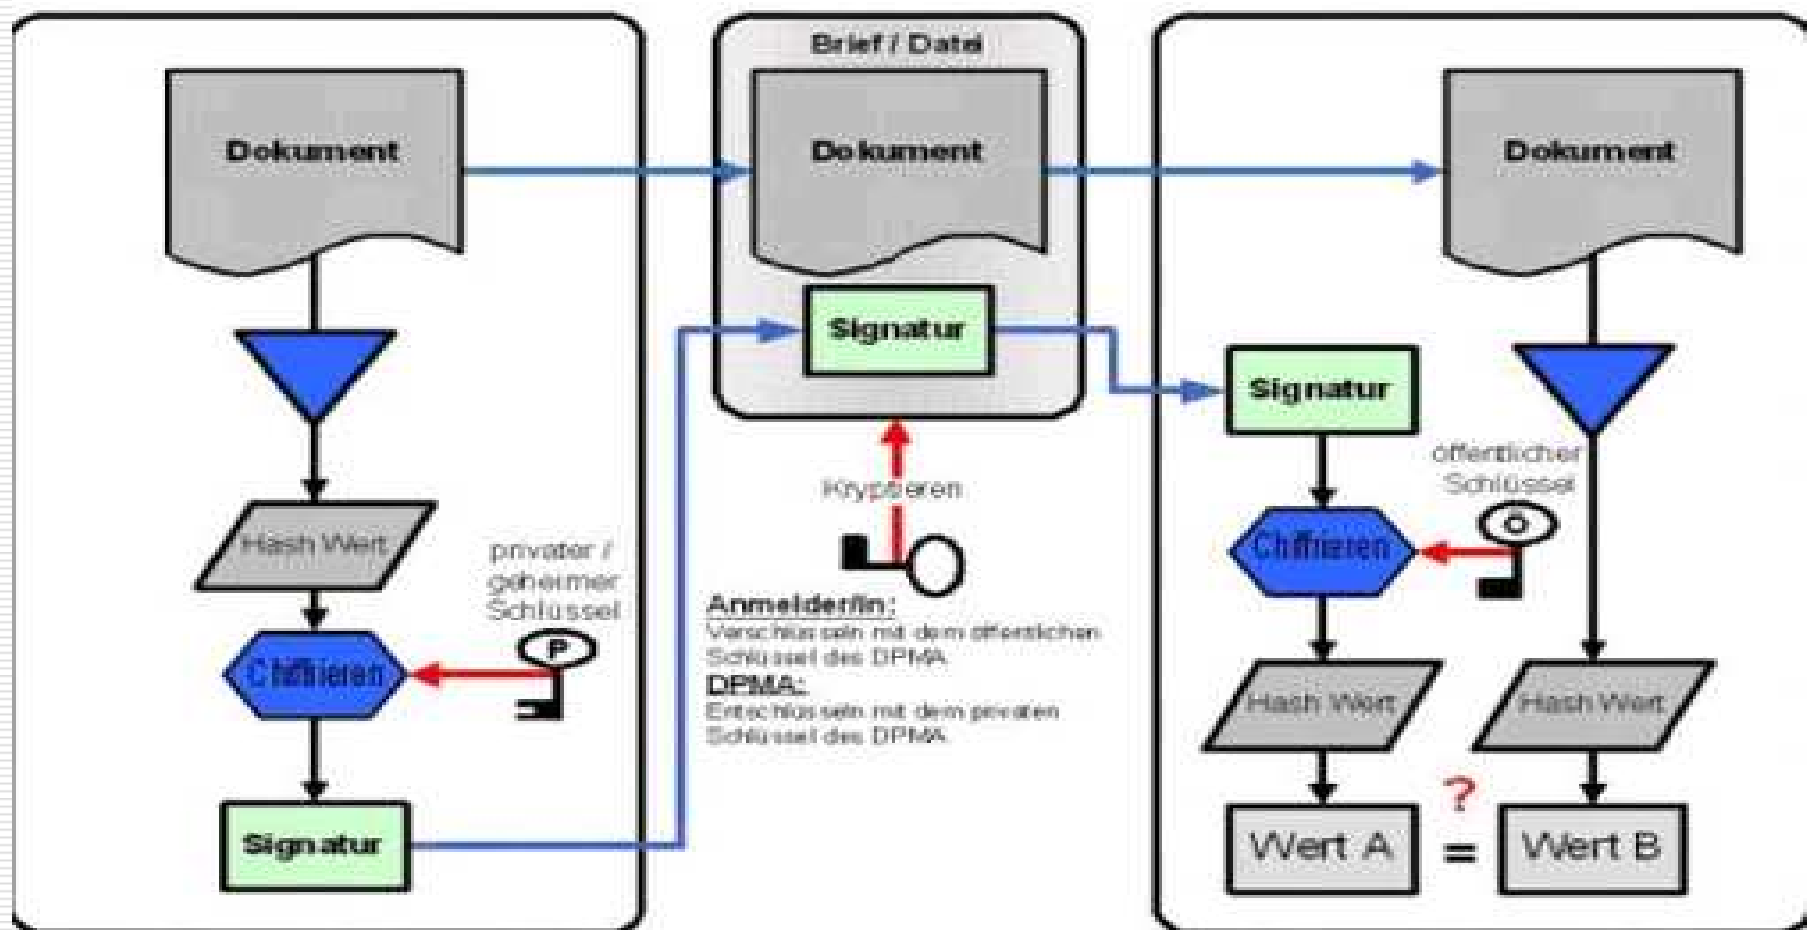 Dokument
Hash Wert
privater /
geheimer
Schlüssel
P
Chiffrieren
Signatur
Brief / Datei
Dokument
Signatur
Kryptieren
Anmelder/in:
Verschlüsseln mit dem öffentlichen
Schlüssel des DPMA
DPMA:
Entschlüsseln mit dem privaten
Schlüssel des DPMA
Dokument
Signatur
öffentlicher
Schlüssel
Ö
Chiffrieren
Hash Wert
Hash Wert
?
Wert A = Wert B